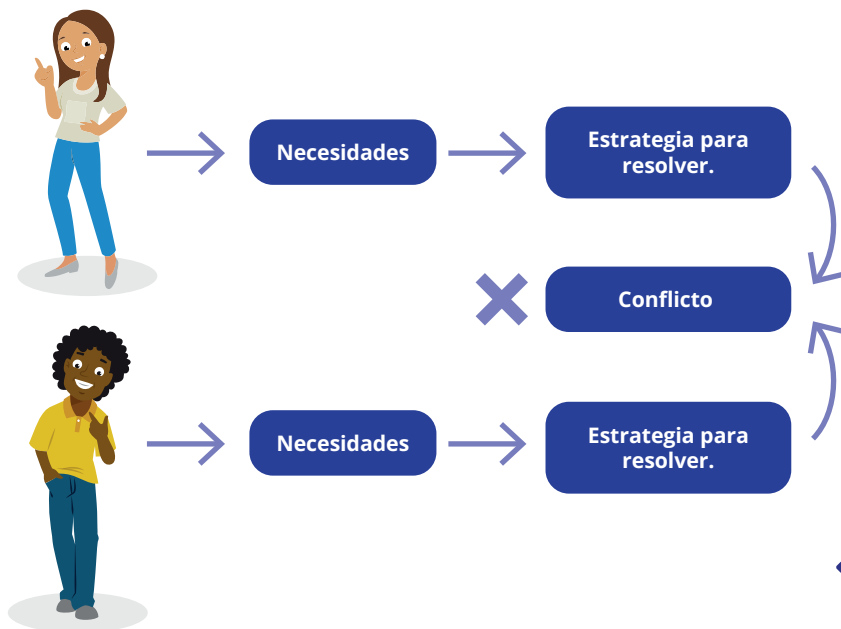 Necesidades
Estrategia para
resolver.
Conflicto
Necesidades
Estrategia para
resolver.